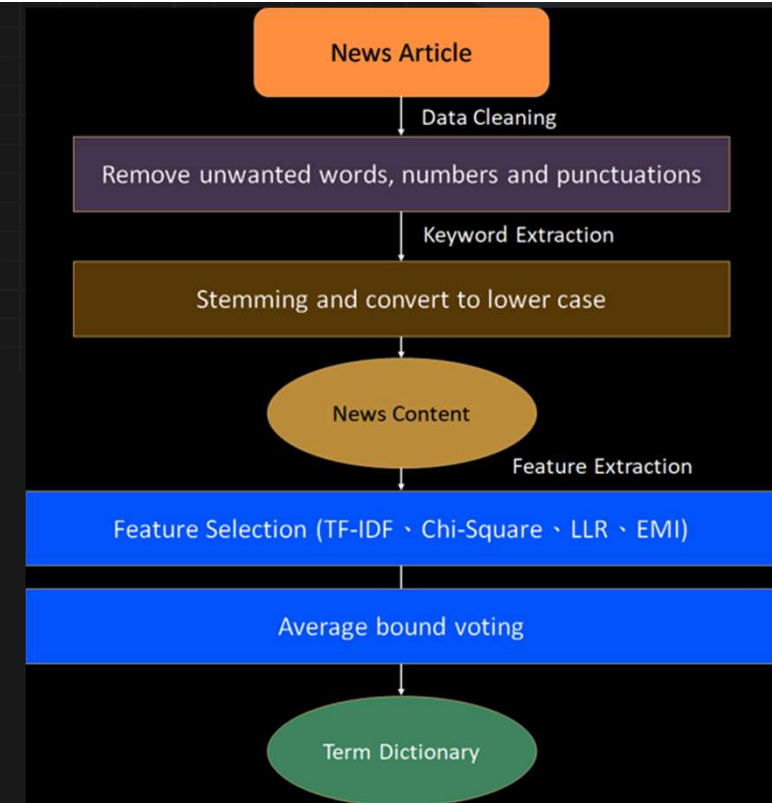 News Article
Data Cleaning
Remove unwanted words, numbers and punctuations
Keyword Extraction
Stemming and convert to lower case
News Content
Feature Extraction
Feature Selection (TF-IDF、Chi-Square、LLR、EMI)
Average bound voting
Term Dictionary